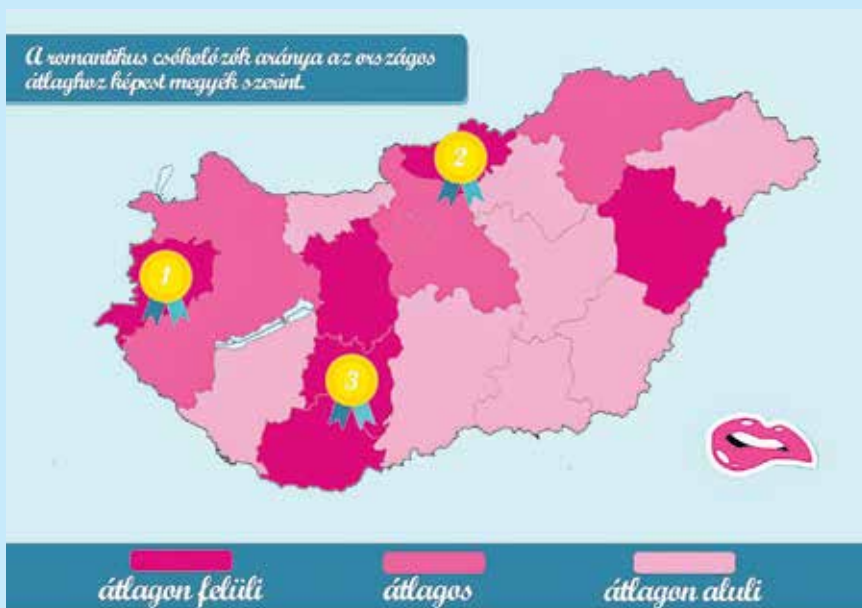 A romantikus csókolózók aránya az országos
átlaghoz képest megyék szerint.
2
1
3
átlagon felüli
átlagos
átlagon aluli